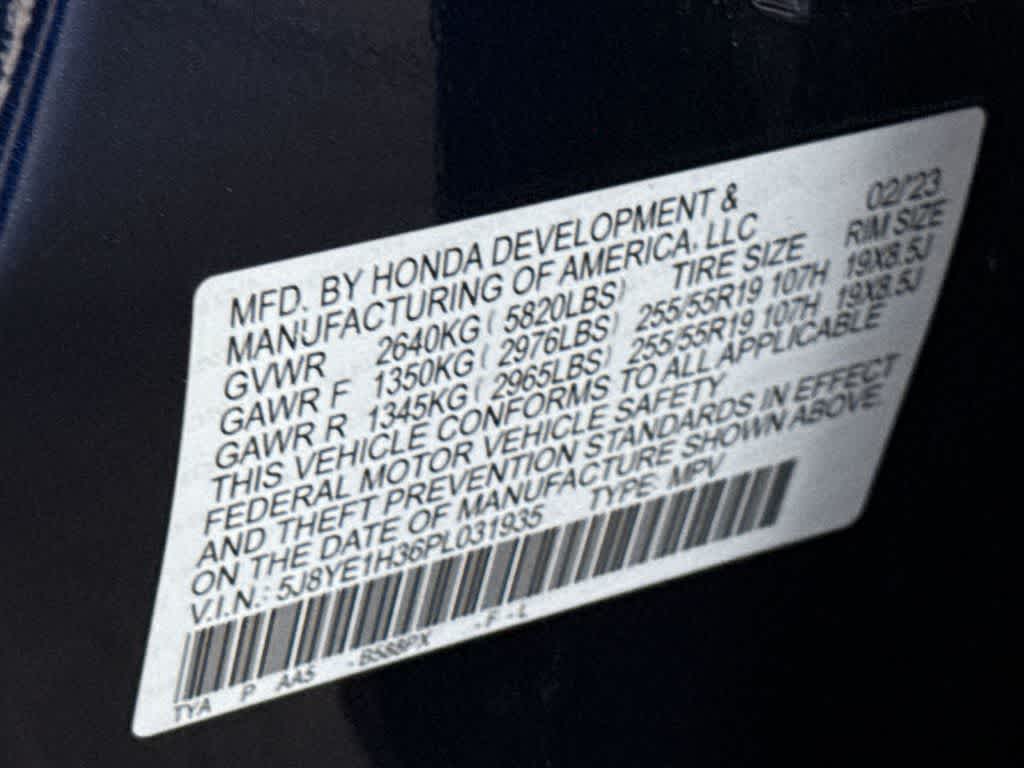 MFD. BY HONDA DEVELOPMENT & 02/'23
MANUFACTURING OF AMERICA, LLC
GVWR 2640KG ( 5820LBS) TIRE SIZE RIM SIZE
GAWR F 1350KG ( 2976LBS) 255/55R19 107H 19X8.5J
GAWR R 1345KG ( 2965LBS) 255/55R19 107H 19X8.5J
THIS VEHICLE CONFORMS TO ALL APPLICABLE
FEDERAL MOTOR VEHICLE SAFETY
AND THEFT PREVENTION STANDARDS IN EFFECT
ON THE DATE OF MANUFACTURE SHOWN ABOVE
V.I.N.: 5J8YE1H36PL031935 TYPE: MPV
TYA P AAS - B588PX - F - L